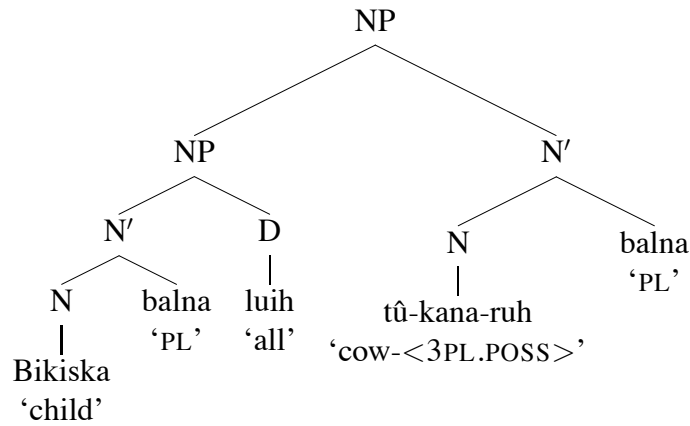 NP
NP N′
N′ D N balna
‘PL’
N balna luih tû-kana-ruh
‘PL’ ‘all’ ‘cow-<3PL.POSS>’
Bikiska
‘child’